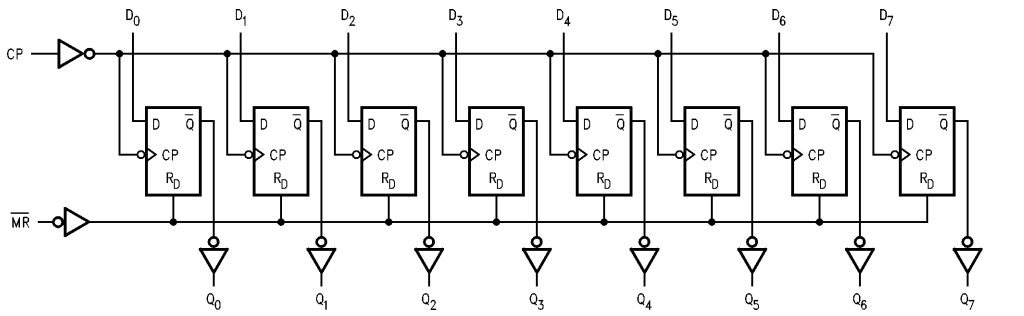 D0 D1 D2 D3 D4 D5 D6 D7
CP
D Q̅ D Q̅ D Q̅ D Q̅ D Q̅ D Q̅ D Q̅ D Q̅
CP CP CP CP CP CP CP CP
RD RD RD RD RD RD RD RD
M̅R̅
Q0 Q1 Q2 Q3 Q4 Q5 Q6 Q7